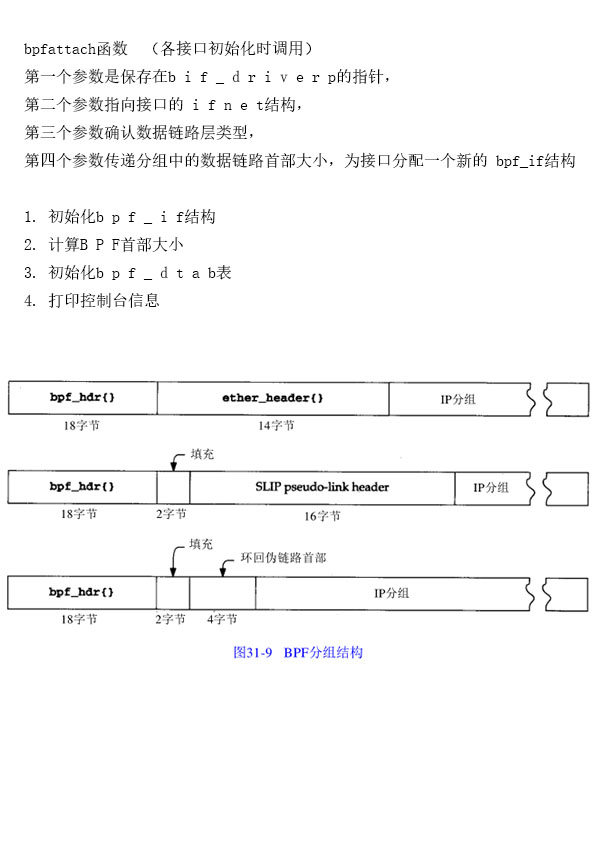 bpfattach函数 （各接口初始化时调用）
第一个参数是保存在b i f _ d r i v e r p的指针，
第二个参数指向接口的 i f n e t结构，
第三个参数确认数据链路层类型，
第四个参数传递分组中的数据链路首部大小，为接口分配一个新的 bpf_if结构
1. 初始化b p f _ i f结构
2. 计算B P F首部大小
3. 初始化b p f _ d t a b表
4. 打印控制台信息
bpf_hdr{} ether_header{} IP分组
18字节 14字节
填充
bpf_hdr{} SLIP pseudo-link header IP分组
18字节 2字节 16字节
填充
环回伪链路首部
bpf_hdr{} IP分组
18字节 2字节 4字节
图31-9 BPF分组结构